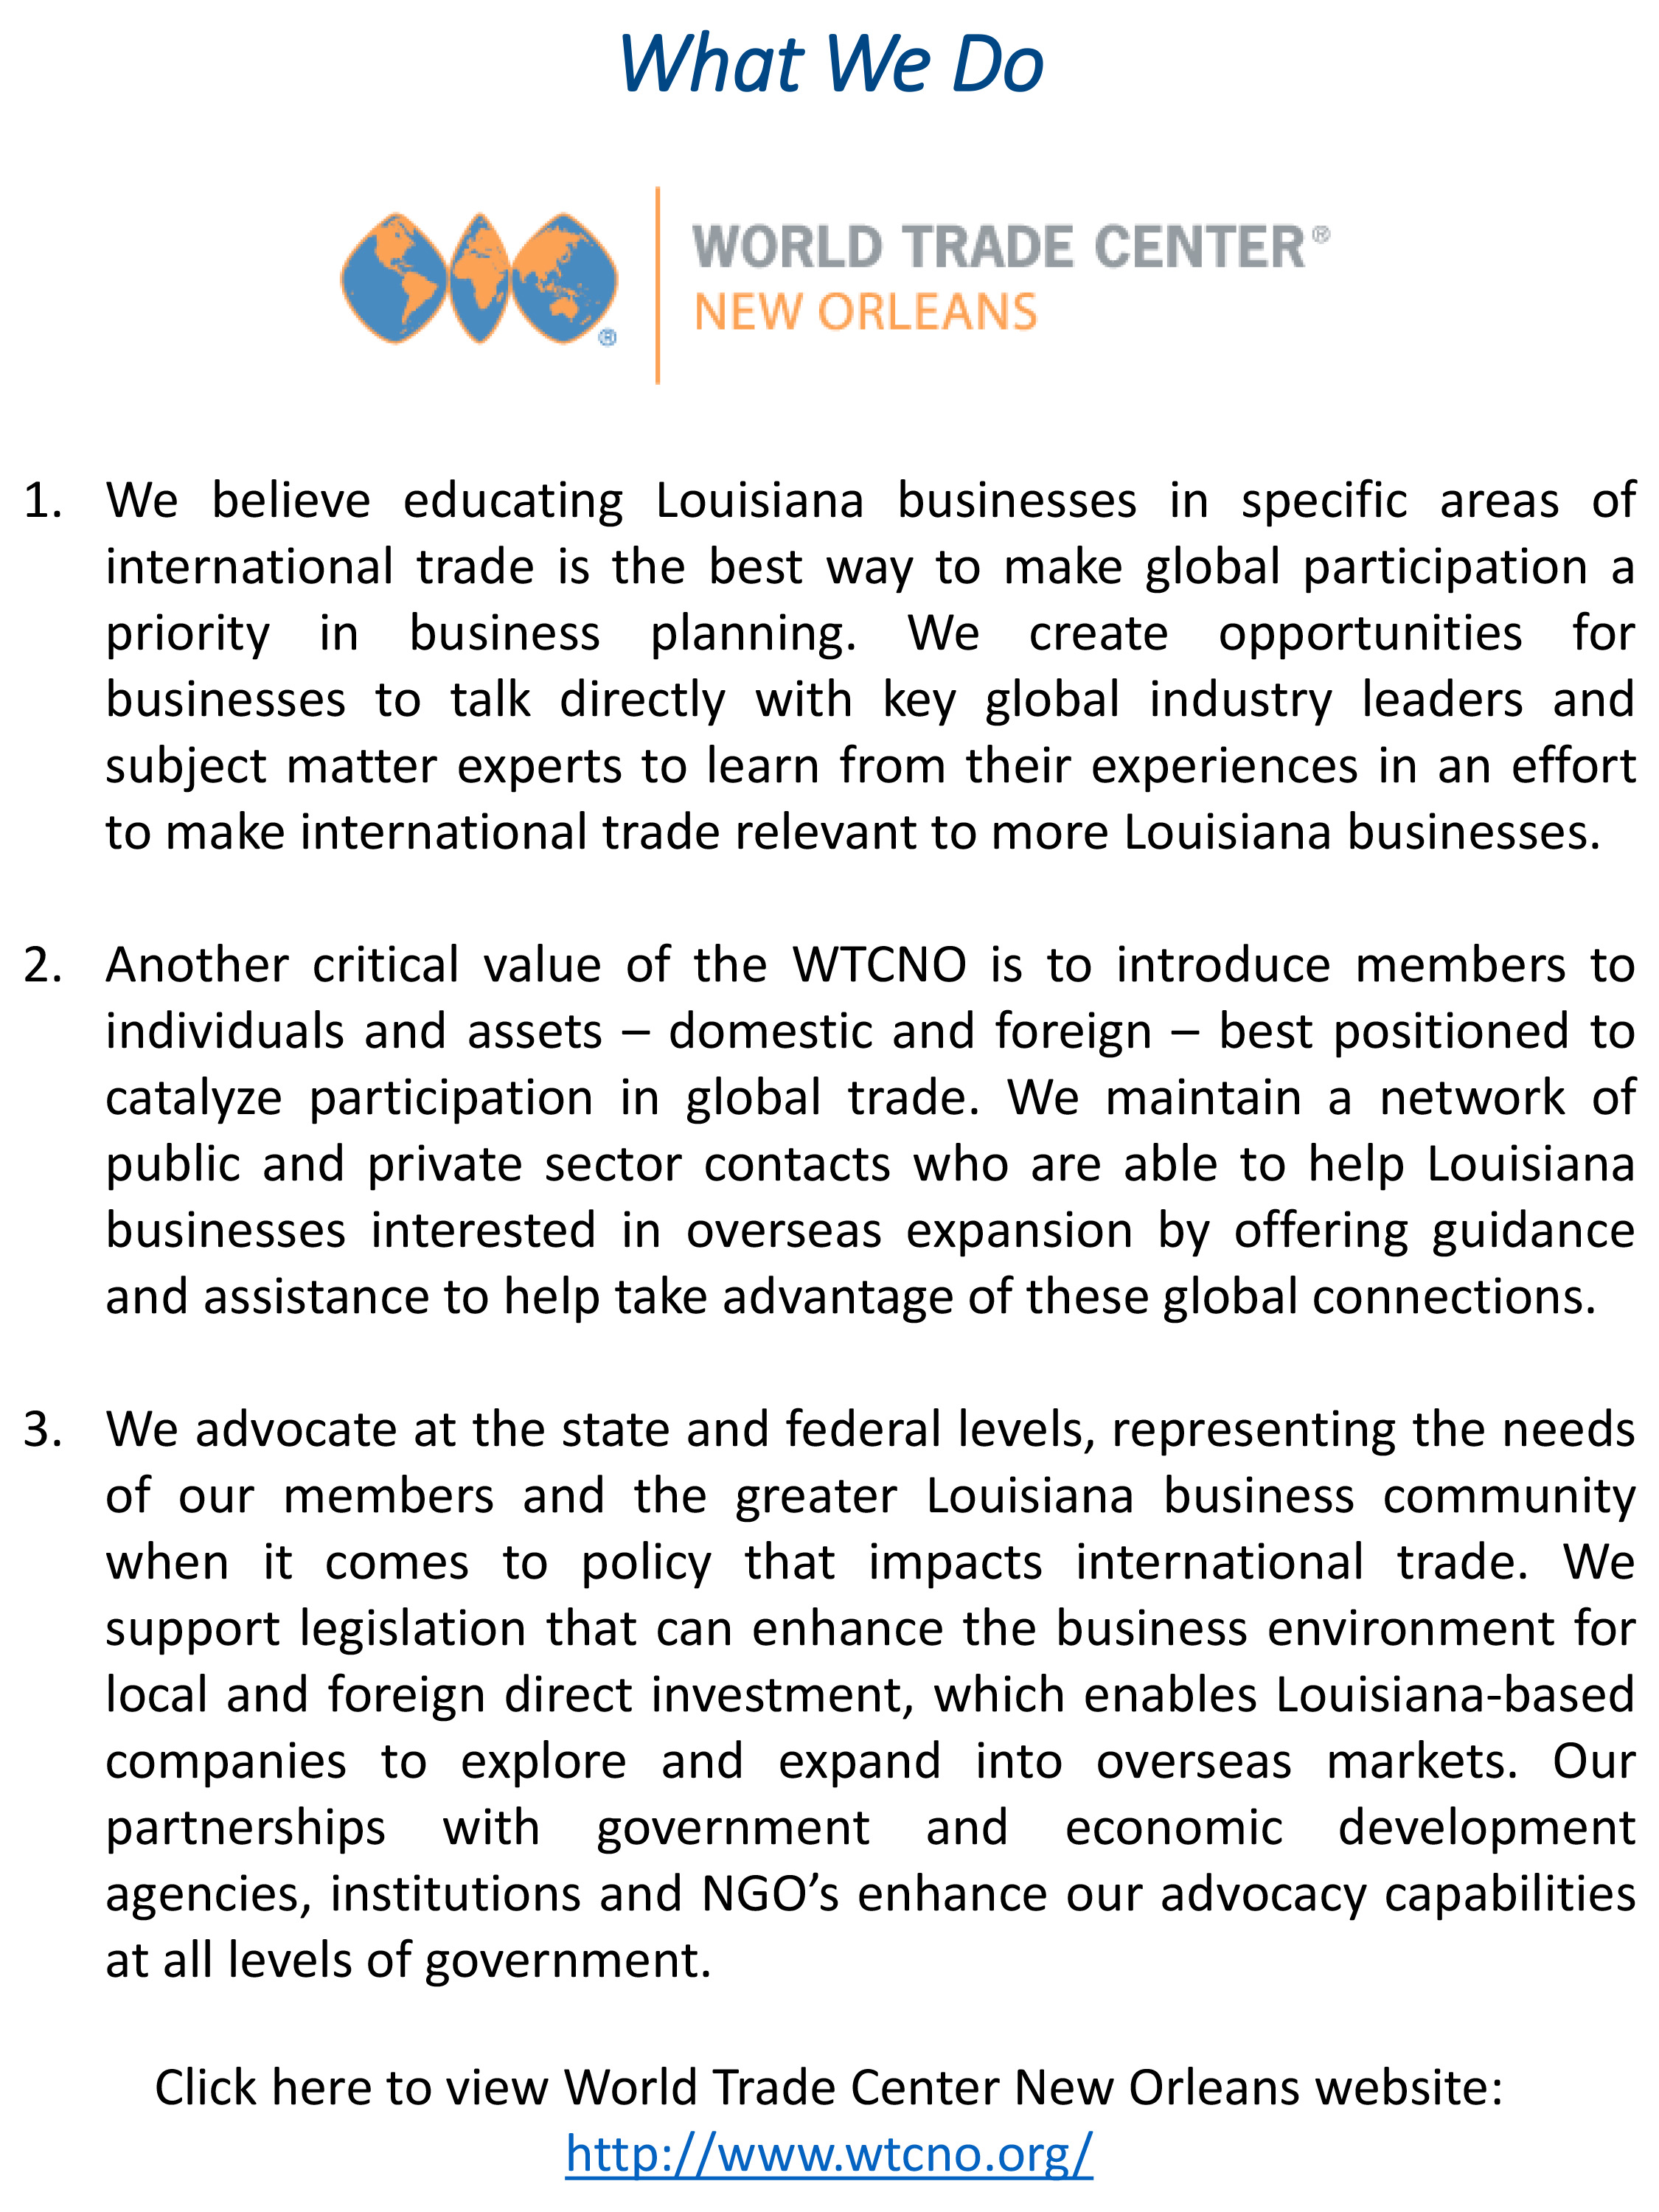 What We Do
WORLD TRADE CENTER®
NEW ORLEANS
®
1. We believe educating Louisiana businesses in specific areas of
international trade is the best way to make global participation a
priority in business planning. We create opportunities for
businesses to talk directly with key global industry leaders and
subject matter experts to learn from their experiences in an effort
to make international trade relevant to more Louisiana businesses.
2. Another critical value of the WTCNO is to introduce members to
individuals and assets – domestic and foreign – best positioned to
catalyze participation in global trade. We maintain a network of
public and private sector contacts who are able to help Louisiana
businesses interested in overseas expansion by offering guidance
and assistance to help take advantage of these global connections.
3. We advocate at the state and federal levels, representing the needs
of our members and the greater Louisiana business community
when it comes to policy that impacts international trade. We
support legislation that can enhance the business environment for
local and foreign direct investment, which enables Louisiana-based
companies to explore and expand into overseas markets. Our
partnerships with government and economic development
agencies, institutions and NGO’s enhance our advocacy capabilities
at all levels of government.
Click here to view World Trade Center New Orleans website:
http://www.wtcno.org/